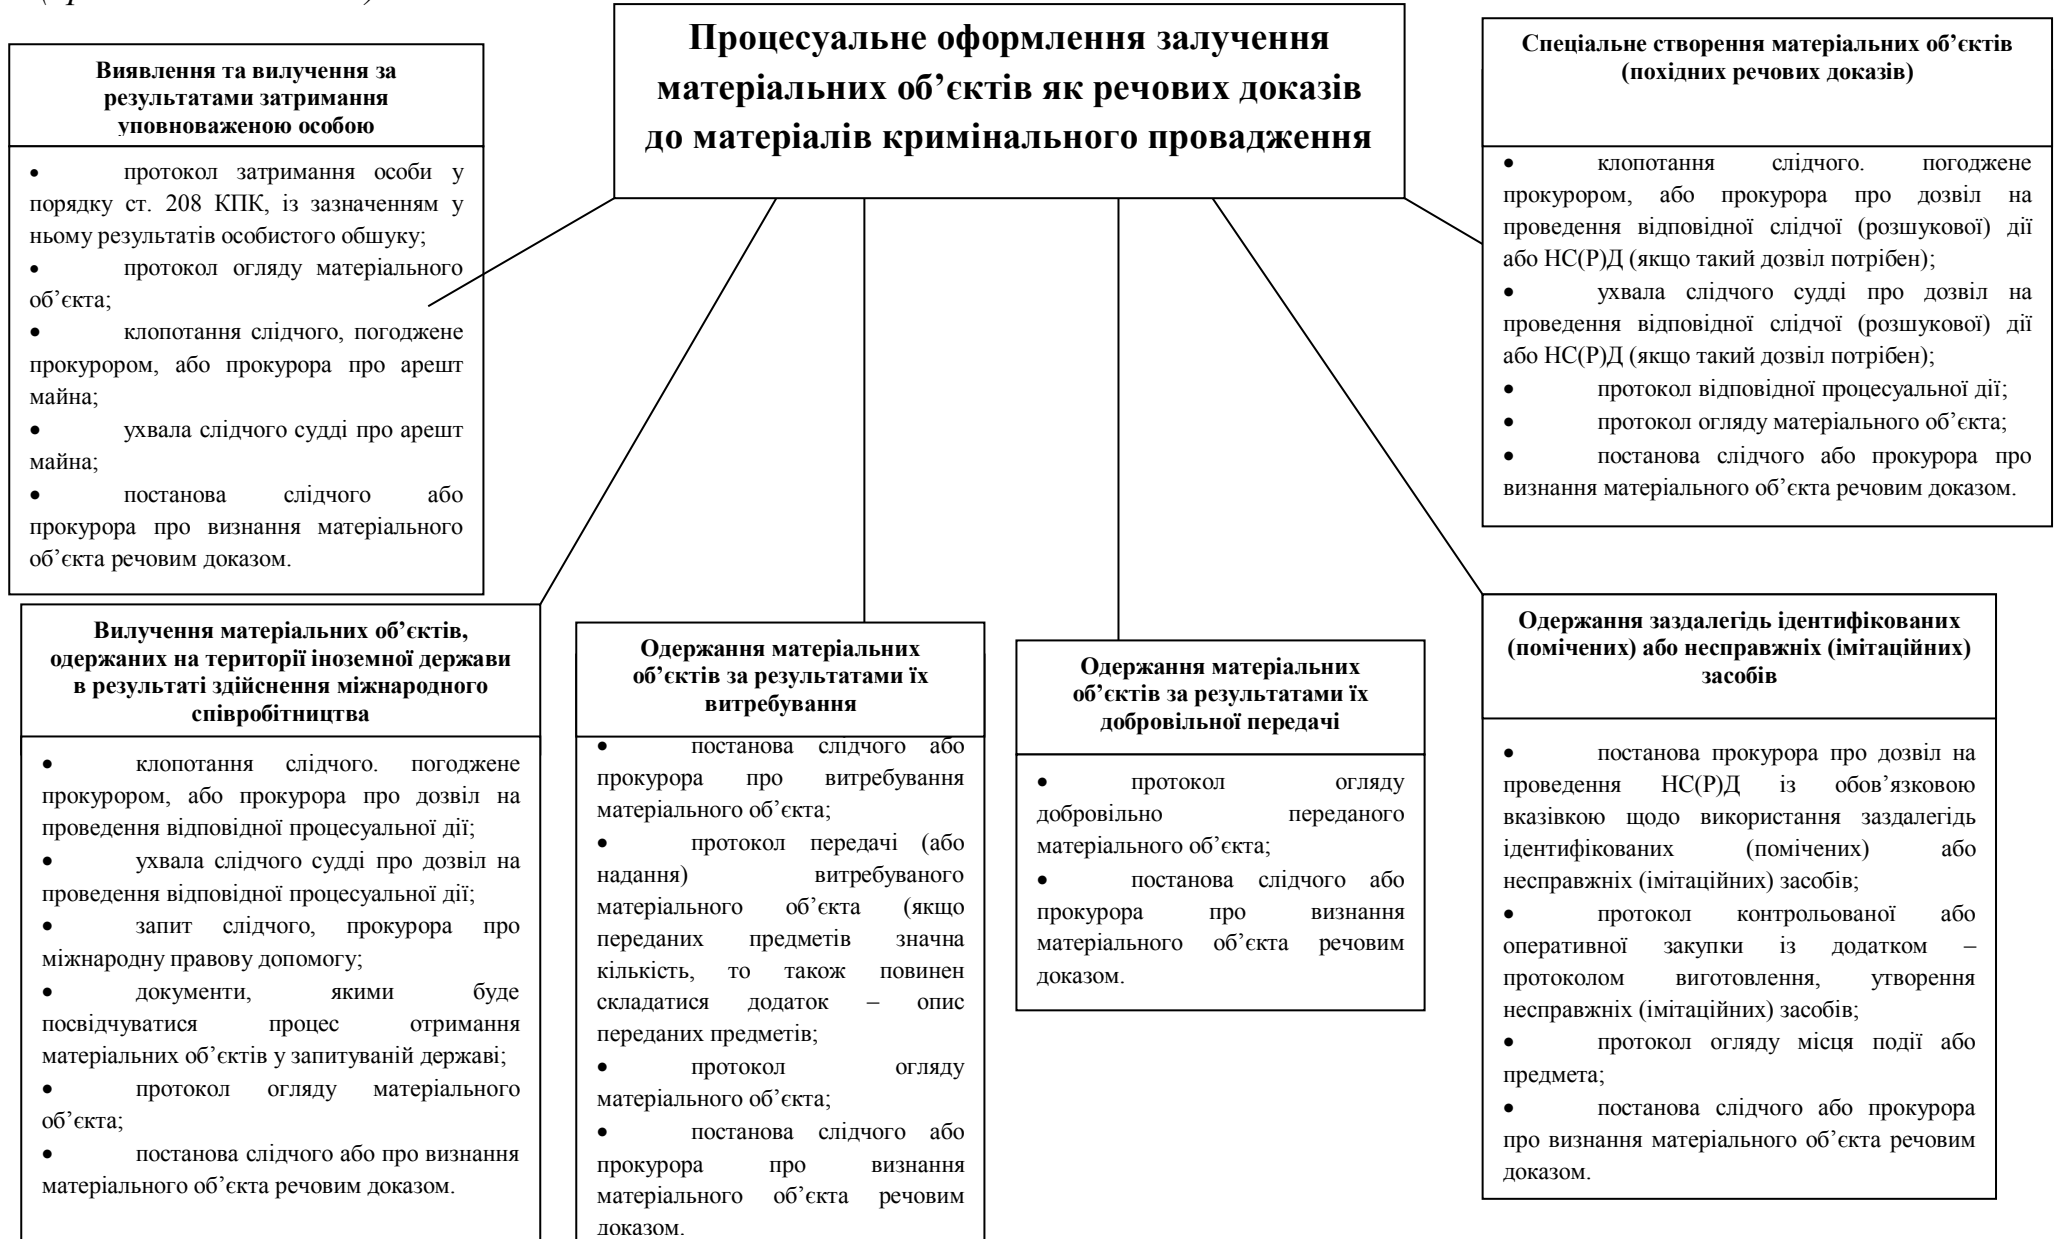 Процесуальне оформлення залучення
матеріальних об’єктів як речових доказів
до матеріалів кримінального провадження
Виявлення та вилучення за
результатами затримання
уповноваженою особою
• протокол затримання особи у
порядку ст. 208 КПК, із зазначенням у
ньому результатів особистого обшуку;
• протокол огляду матеріального
об’єкта;
• клопотання слідчого, погоджене
прокурором, або прокурора про арешт
майна;
• ухвала слідчого судді про арешт
майна;
• постанова слідчого або
прокурора про визнання матеріального
об’єкта речовим доказом.
Спеціальне створення матеріальних об’єктів
(похідних речових доказів)
• клопотання слідчого. погоджене
прокурором, або прокурора про дозвіл на
проведення відповідної слідчої (розшукової) дії
або НС(Р)Д (якщо такий дозвіл потрібен);
• ухвала слідчого судді про дозвіл на
проведення відповідної слідчої (розшукової) дії
або НС(Р)Д (якщо такий дозвіл потрібен);
• протокол відповідної процесуальної дії;
• протокол огляду матеріального об’єкта;
• постанова слідчого або прокурора про
визнання матеріального об’єкта речовим доказом.
Вилучення матеріальних об’єктів,
одержаних на території іноземної держави
в результаті здійснення міжнародного
співробітництва
• клопотання слідчого. погоджене
прокурором, або прокурора про дозвіл на
проведення відповідної процесуальної дії;
• ухвала слідчого судді про дозвіл на
проведення відповідної процесуальної дії;
• запит слідчого, прокурора про
міжнародну правову допомогу;
• документи, якими буде
посвідчуватися процес отримання
матеріальних об’єктів у запитуваній державі;
• протокол огляду матеріального
об’єкта;
• постанова слідчого або про визнання
матеріального об’єкта речовим доказом.
Одержання матеріальних
об’єктів за результатами їх
витребування
• постанова слідчого або
прокурора про витребування
матеріального об’єкта;
• протокол передачі (або
надання) витребуваного
матеріального об’єкта (якщо
переданих предметів значна
кількість, то також повинен
складатися додаток – опис
переданих предметів;
• протокол огляду
матеріального об’єкта;
• постанова слідчого або
прокурора про визнання
матеріального об’єкта речовим
доказом.
Одержання матеріальних
об’єктів за результатами їх
добровільної передачі
• протокол огляду
добровільно переданого
матеріального об’єкта;
• постанова слідчого або
прокурора про визнання
матеріального об’єкта речовим
доказом.
Одержання заздалегідь ідентифікованих
(помічених) або несправжніх (імітаційних)
засобів
• постанова прокурора про дозвіл на
проведення НС(Р)Д із обов’язковою
вказівкою щодо використання заздалегідь
ідентифікованих (помічених) або
несправжніх (імітаційних) засобів;
• протокол контрольованої або
оперативної закупки із додатком –
протоколом виготовлення, утворення
несправжніх (імітаційних) засобів;
• протокол огляду місця події або
предмета;
• постанова слідчого або прокурора
про визнання матеріального об’єкта речовим
доказом.